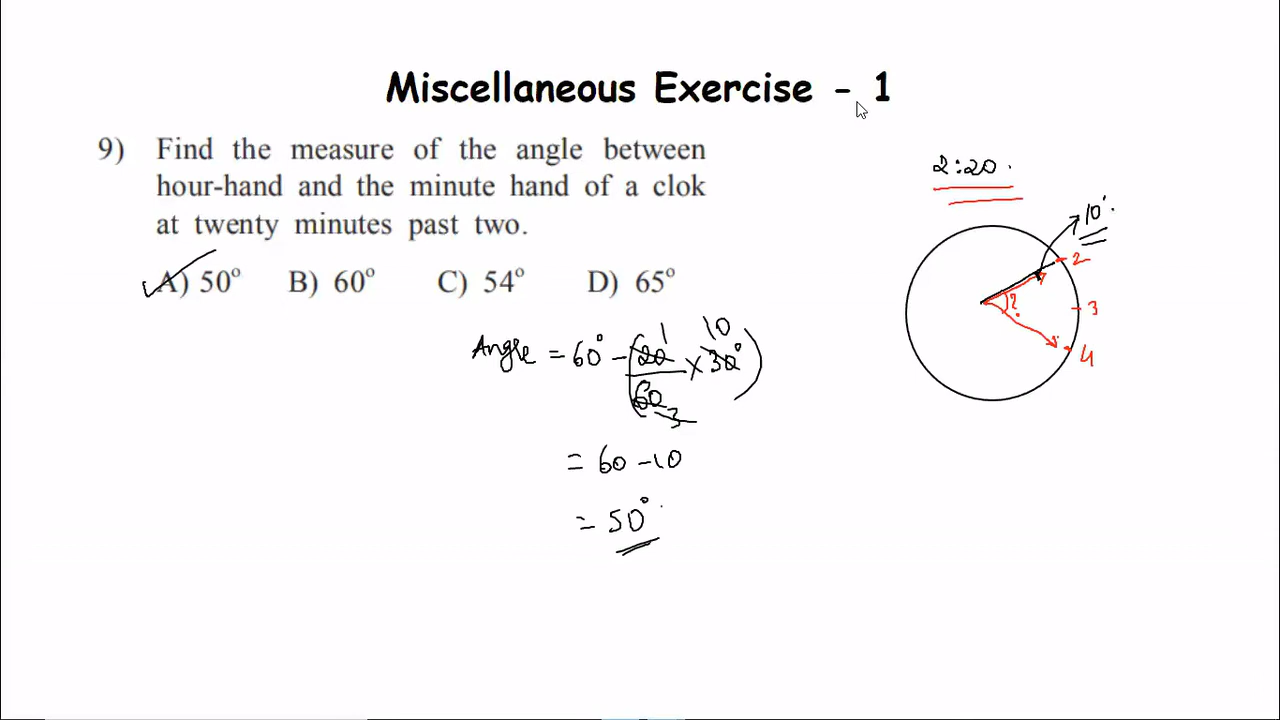 Miscellaneous Exercise - 1
9) Find the measure of the angle between
hour-hand and the minute hand of a clok
at twenty minutes past two.
A) 50° B) 60° C) 54° D) 65°
2:20.
10°.
2
3
4
?
1 10
Angle = 60° - (20/60 × 30°)
3
= 60 - 10
= 50°